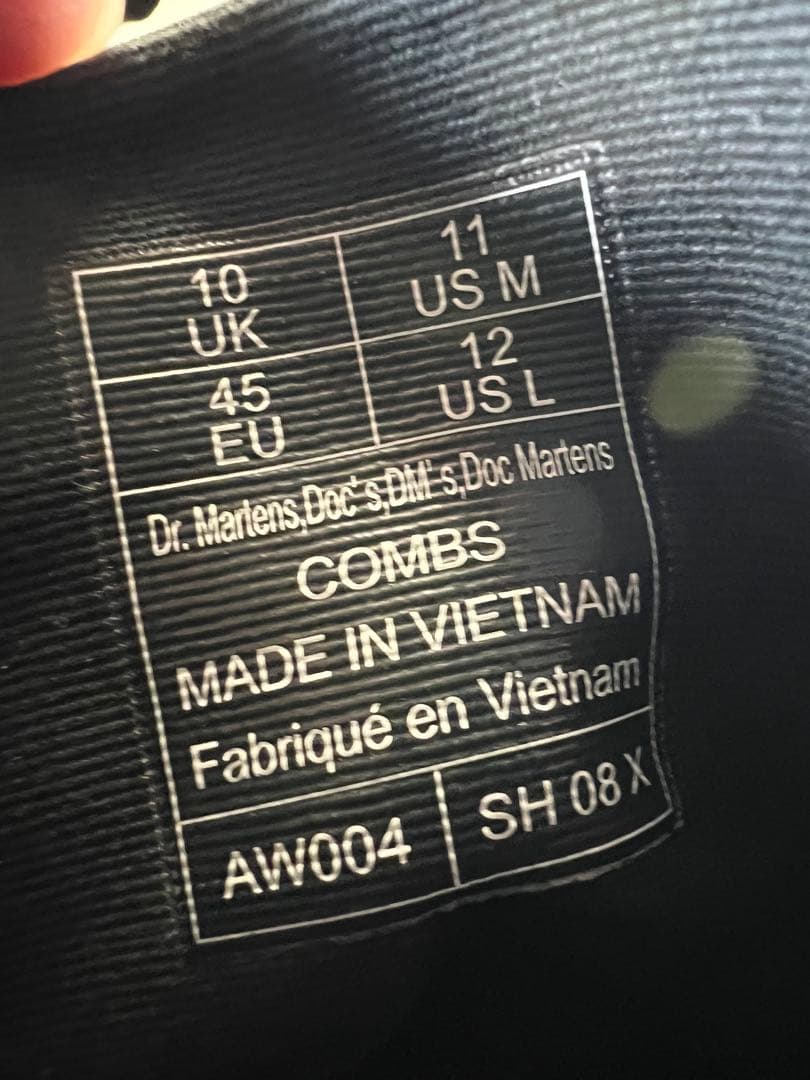 10
UK
11
US M
45
EU
12
US L
Dr. Martens,Doc's,DM's,Doc Martens
COMBS
MADE IN VIETNAM
Fabriqué en Vietnam
AW004
SH 08 X